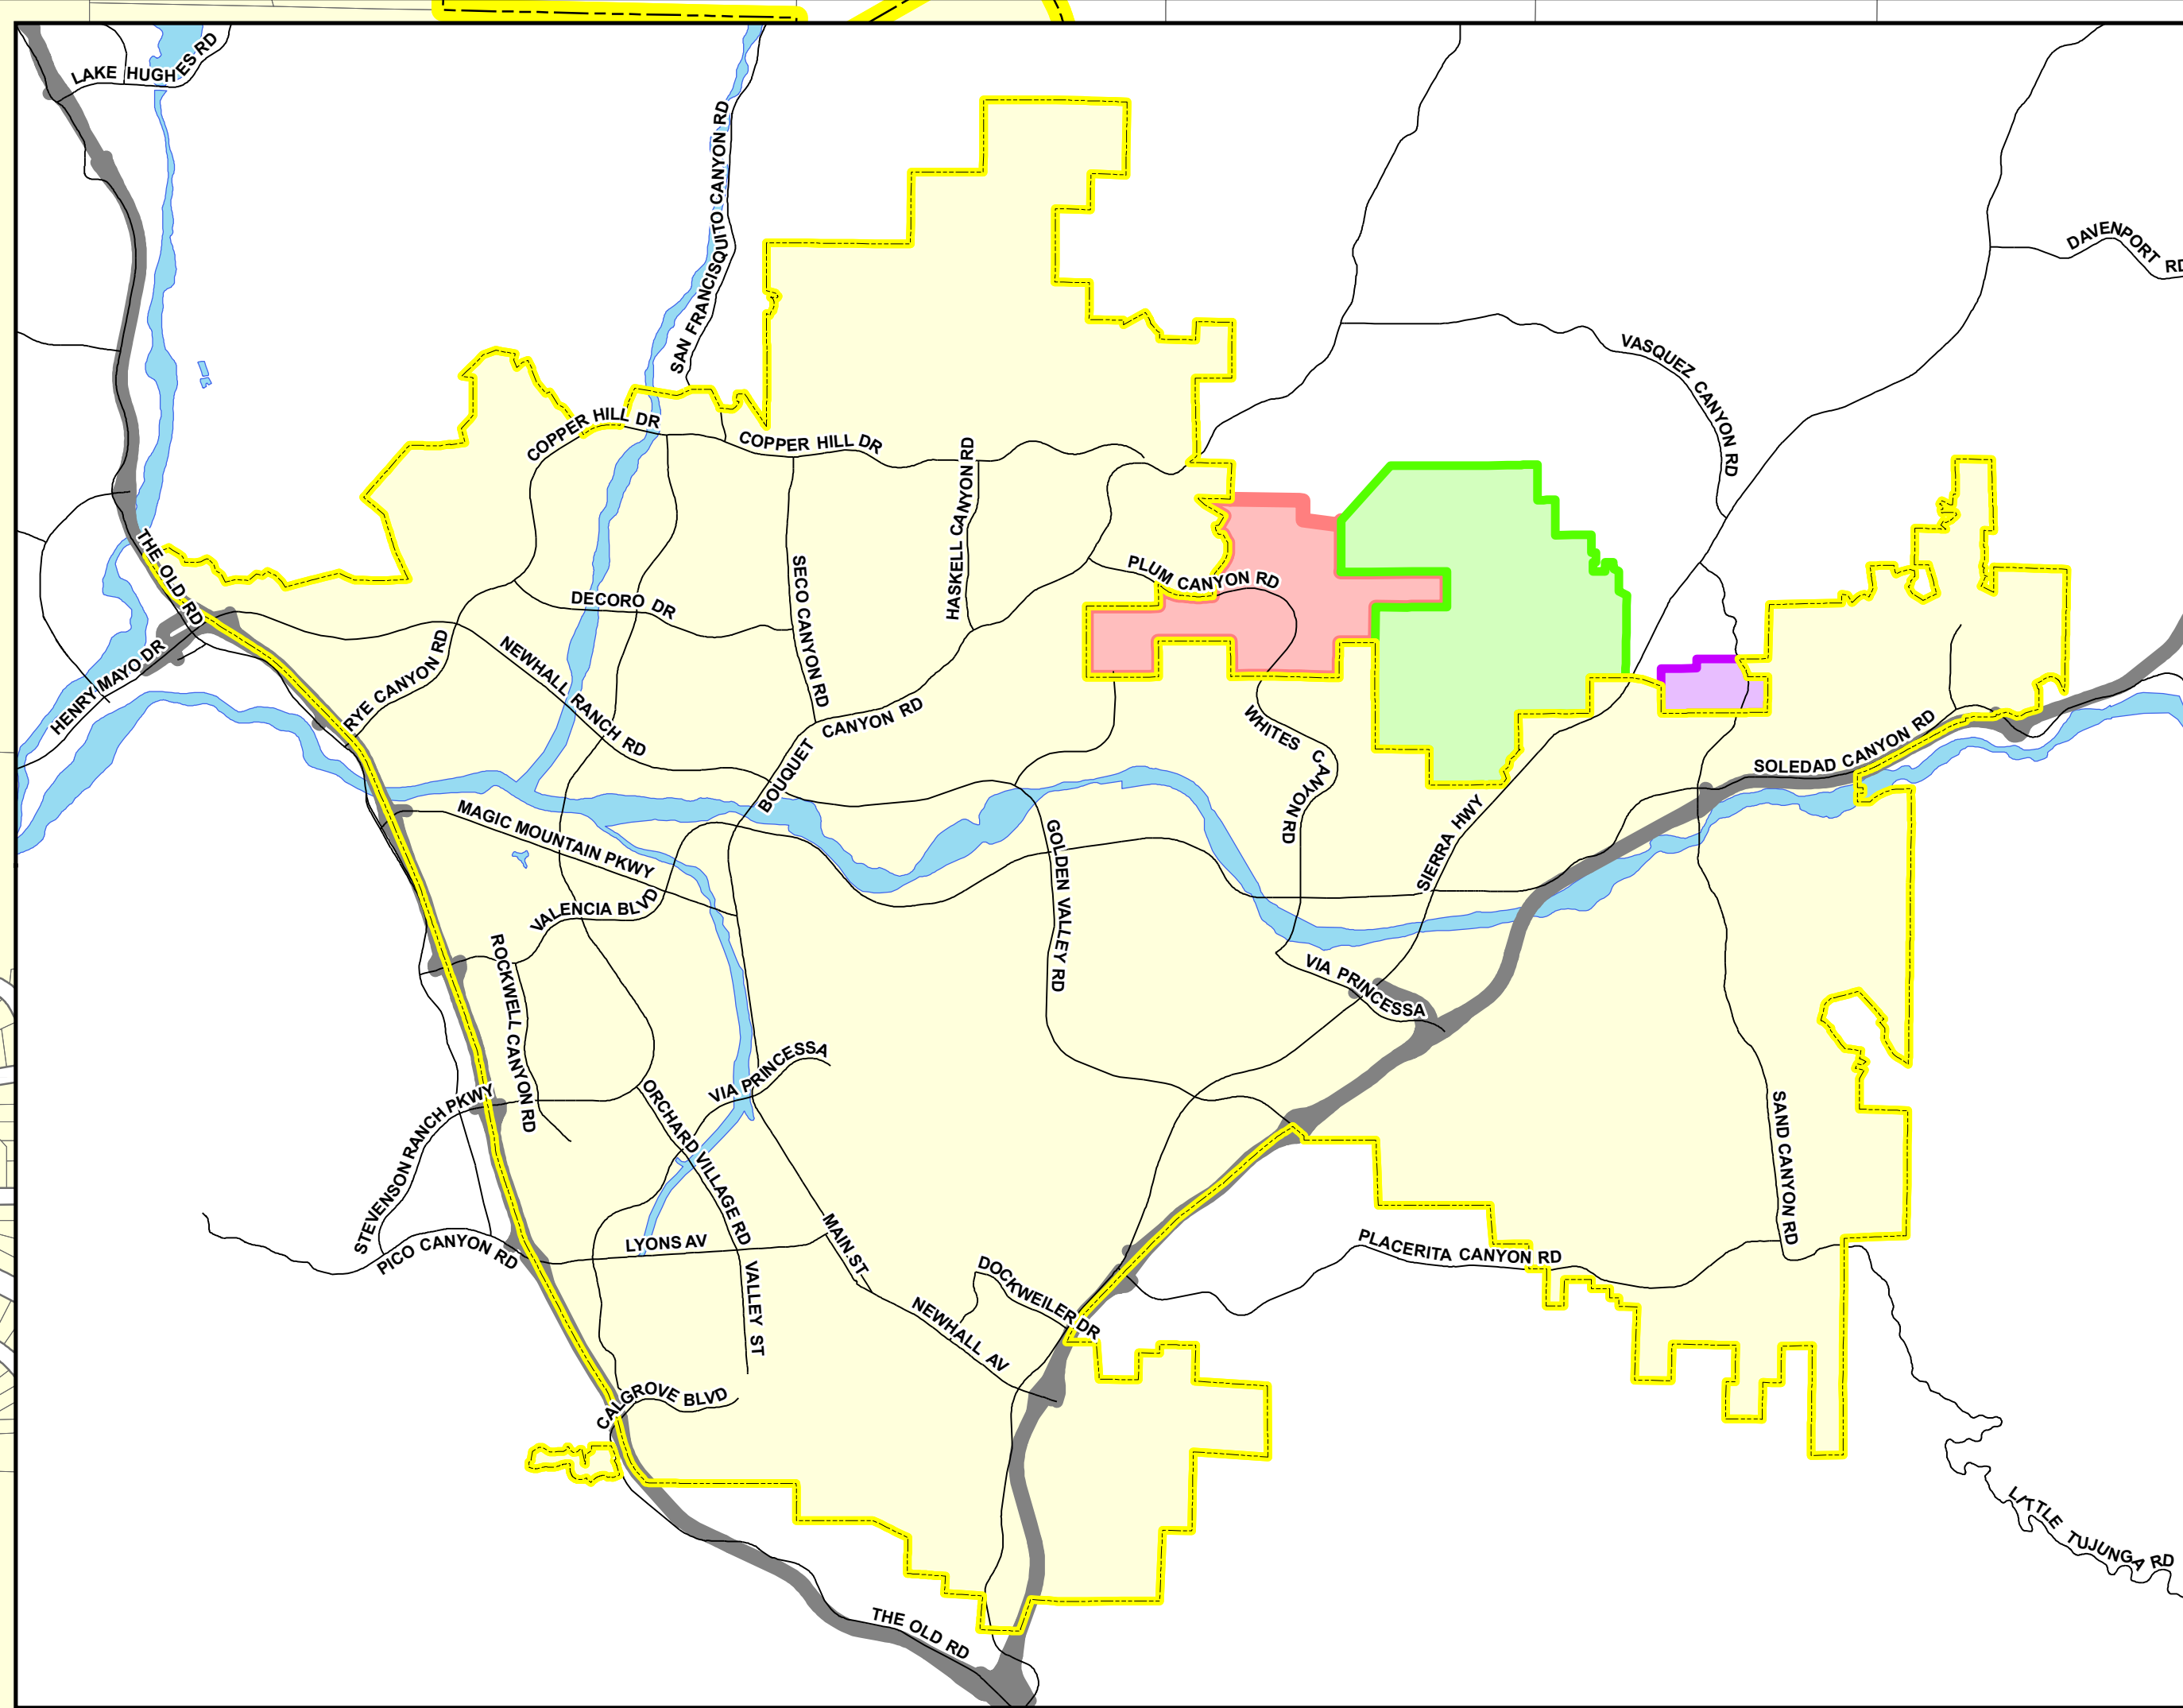 LAKE HUGHES RD
SAN FRANCISQUITO CANYON RD
DAVENPORT RD
VASQUEZ CANYON RD
COPPER HILL DR
COPPER HILL DR
HASKELL CANYON RD
THE OLD RD
PLUM CANYON RD
SECO CANYON RD
DECORO DR
HENRY MAYO DR
RYE CANYON RD
NEWHALL RANCH RD
BOUQUET CANYON RD
WHITES CANYON RD
SOLEDAD CANYON RD
MAGIC MOUNTAIN PKWY
SIERRA HWY
GOLDEN VALLEY RD
VALENCIA BLVD
ROCKWELL CANYON RD
VIA PRINCESSA
VIA PRINCESSA
STEVENSON RANCH PKWY
ORCHARD VILLAGE RD
SAND CANYON RD
PICO CANYON RD
LYONS AV
MAIN ST
PLACERITA CANYON RD
VALLEY ST
DOCKWEILER DR
NEWHALL AV
CALGROVE BLVD
LITTLE TUJUNGA RD
THE OLD RD